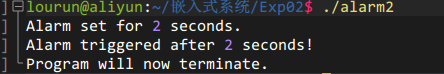 lourun@aliyun:~/嵌入式系统/Exp02$ ./alarm2
Alarm set for 2 seconds.
Alarm triggered after 2 seconds!
Program will now terminate.